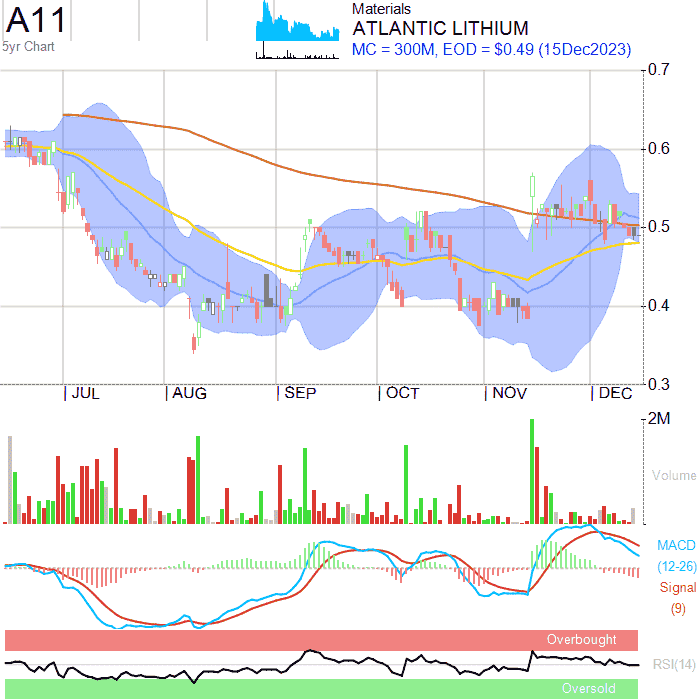 A11
5yr Chart
Materials
ATLANTIC LITHIUM
MC = 300M, EOD = $0.49 (15Dec2023)
0.7
0.6
0.5
0.4
0.3
JUL AUG SEP OCT NOV DEC
2M
Volume
MACD
(12-26)
Signal
(9)
Overbought
RSI(14)
Oversold